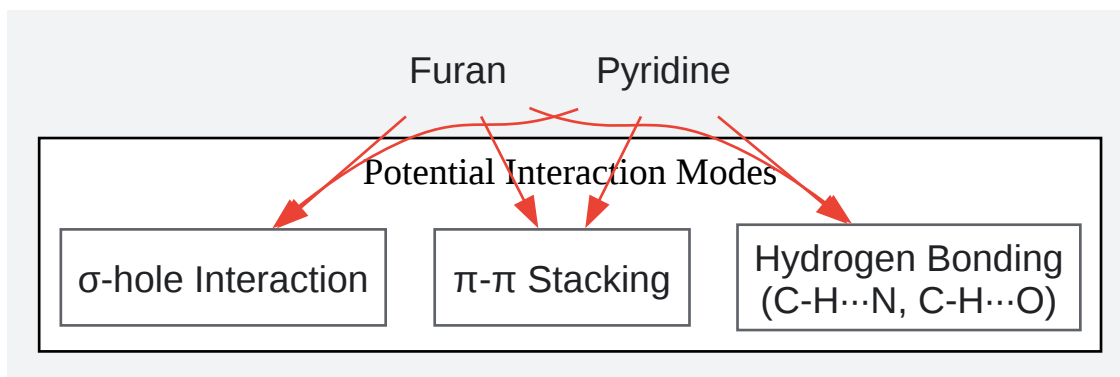 Furan Pyridine
Potential Interaction Modes
σ-hole Interaction
π-π Stacking
Hydrogen Bonding
(C-H···N, C-H···O)